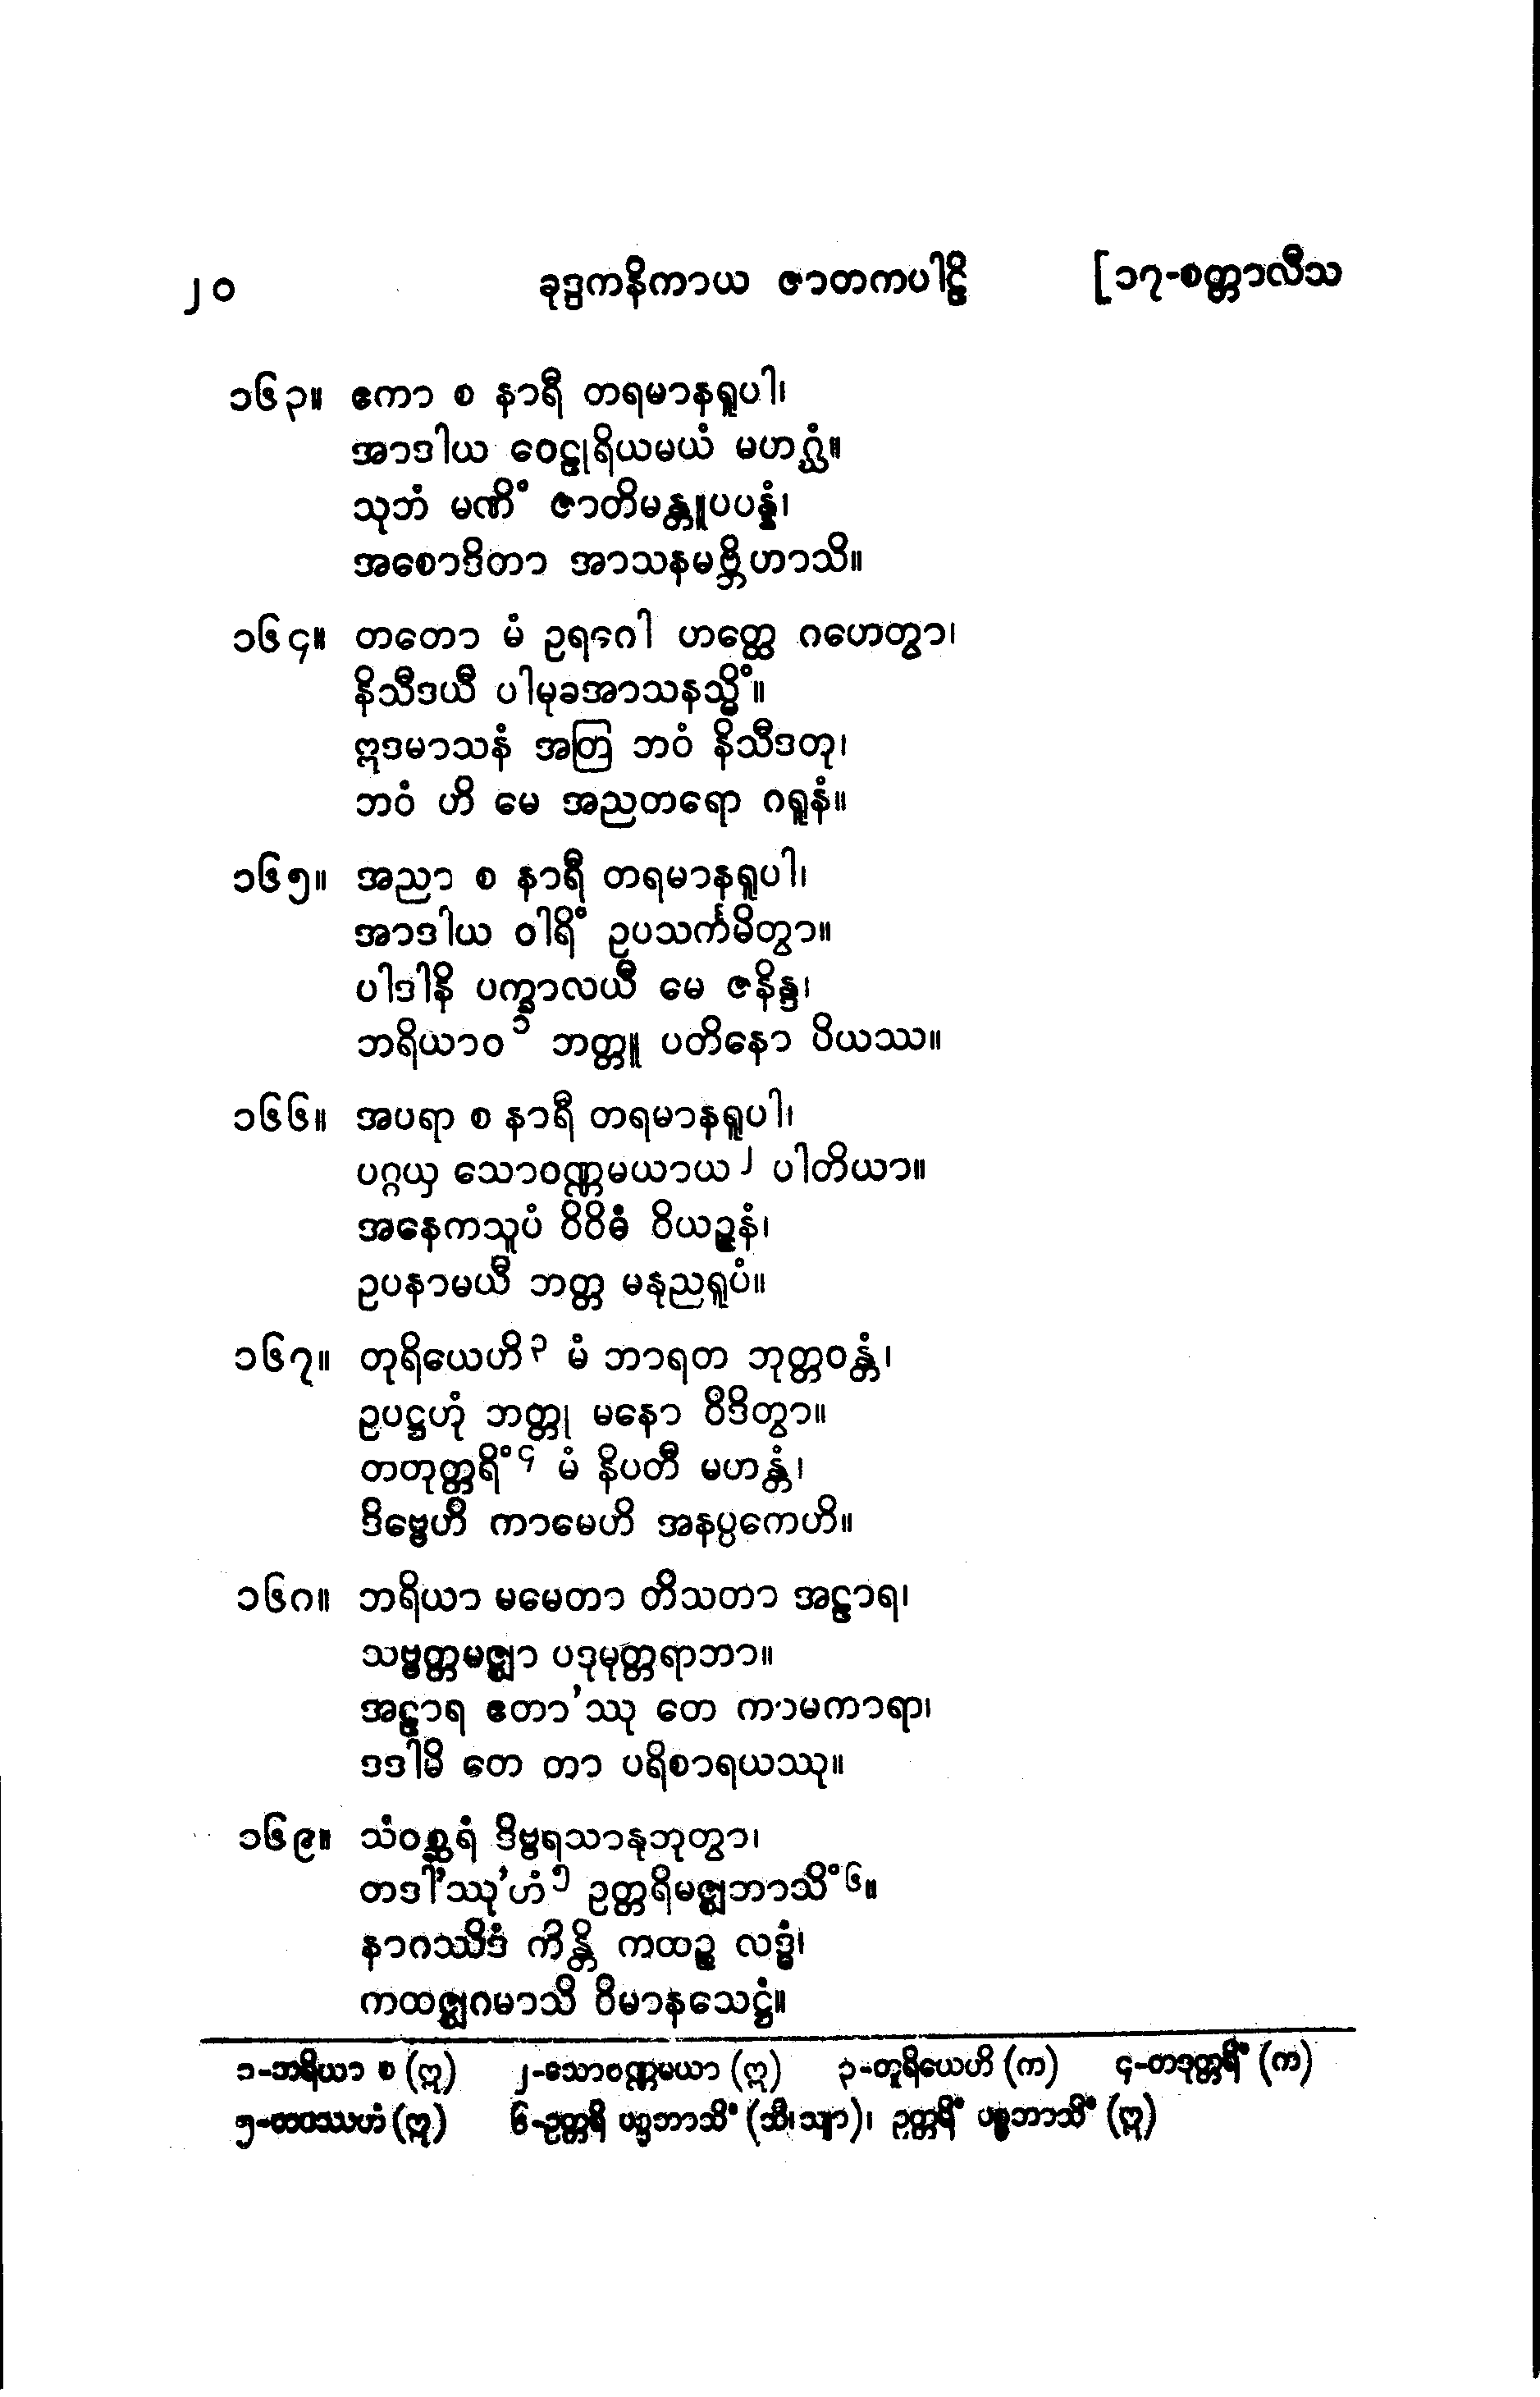 ၂၀ ခုဒ္ဒကနိကာယ ဇာတကပါဠိ [၁၇-စတ္တာလီသ
၁၆၃။ ဧကာ စ နာရီ တရမာနရူပါ၊
အာဒါယ ဝေဠုရိယမယံ မဟဂ္ဃံ။
သုဘံ မဏိံ ဇာတိမန္တူပပန္နံ၊
အစောဒိတာ အာသနမဗ္ဘိဟာသိ။
၁၆၄။ တတော မံ ဥရဂေါ ဟတ္ထေ ဂဟေတွာ၊
နိသီဒယီ ပါမုခအာသနသ္မိံ။
ဣဒမာသနံ အတြ ဘဝံ နိသီဒတု၊
ဘဝံ ဟိ မေ အညတရော ဂရူနံ။
၁၆၅။ အညာ စ နာရီ တရမာနရူပါ၊
အာဒါယ ဝါရိံ ဥပသင်္ကမိတွာ။
ပါဒါနိ ပက္ခာလယီ မေ ဇနိန္ဒ၊
ဘရိယာဝ ၁ ဘတ္တူ ပတိနော ပိယဿ။
၁၆၆။ အပရာ စ နာရီ တရမာနရူပါ၊
ပဂ္ဂယှ သောဝဏ္ဏမယာယ ၂ ပါတိယာ။
အနေကသူပံ ဝိဝိဓံ ဝိယဉ္ဇနံ၊
ဥပနာမယီ ဘတ္တ မနုညရူပံ။
၁၆၇။ တုရိယေဟိ ၃ မံ ဘာရတ ဘုတ္တဝန္တံ၊
ဥပဋ္ဌဟုံ ဘတ္တု မနော ဝိဒိတွာ။
တတုတ္တရိံ ၄ မံ နိပတီ မဟန္တံ၊
ဒိဗ္ဗေဟိ ကာမေဟိ အနပ္ပကေဟိ။
၁၆၈။ ဘရိယာ မမေတာ တိသတာ အဠာရ၊
သဗ္ဗတ္တမဇ္ဈာ ပဒုမုတ္တရာဘာ။
အဠာရ ဧတာ'ဿု တေ ကာမကာရာ၊
ဒဒါမိ တေ တာ ပရိစာရယဿု။
၁၆၉။ သံဝစ္ဆရံ ဒိဗ္ဗရသာနုဘုတွာ၊
တဒါ'ဿု'ဟံ ၅ ဥတ္တရိမဇ္ဈဘာသိံ ၆။
နာဂဿိဒံ ကိန္တိ ကထဉ္စ လဒ္ဓံ၊
ကထဇ္ဈဂမာသိ ဝိမာနသေဋ္ဌံ။
၁-ဘရိယာ စ (ဣ) ၂-သောဝဏ္ဏမယာ (ဣ) ၃-တူရိယေဟိ (က) ၄-တဒုတ္တရိံ (က)
၅-တဒဿဟံ (ဣ) ၆-ဥတ္တရိ ပစ္စဘာသိံ (သီ၊ သျာ)၊ ဥတ္တရိံ ပစ္စဘာသိံ (ဣ)